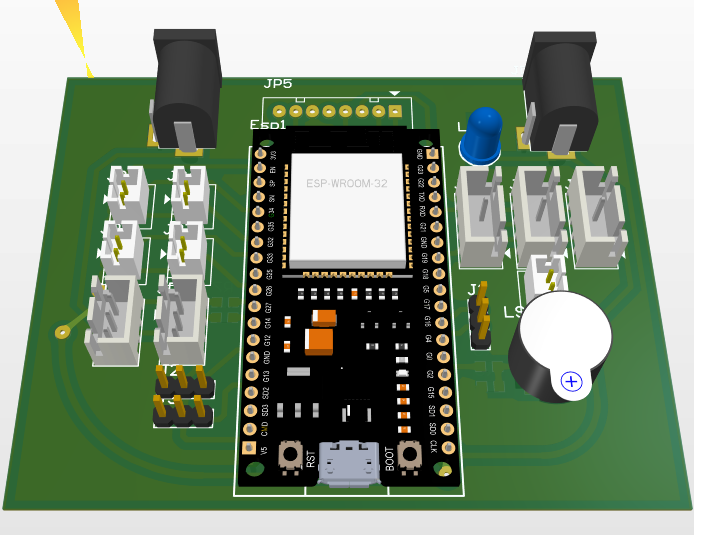 JP5
Esp1
ESP-WROOM-32
3V3
EN
SP
SN
G34
G35
G32
G33
G25
G26
G27
G14
G12
GND
G13
SD2
SD3
CMD
V5
GND
G23
G22
TXD
RXD
G21
GND
G19
G18
G5
G17
G16
G4
G0
G2
G15
SD1
SD0
CLK
RST
BOOT